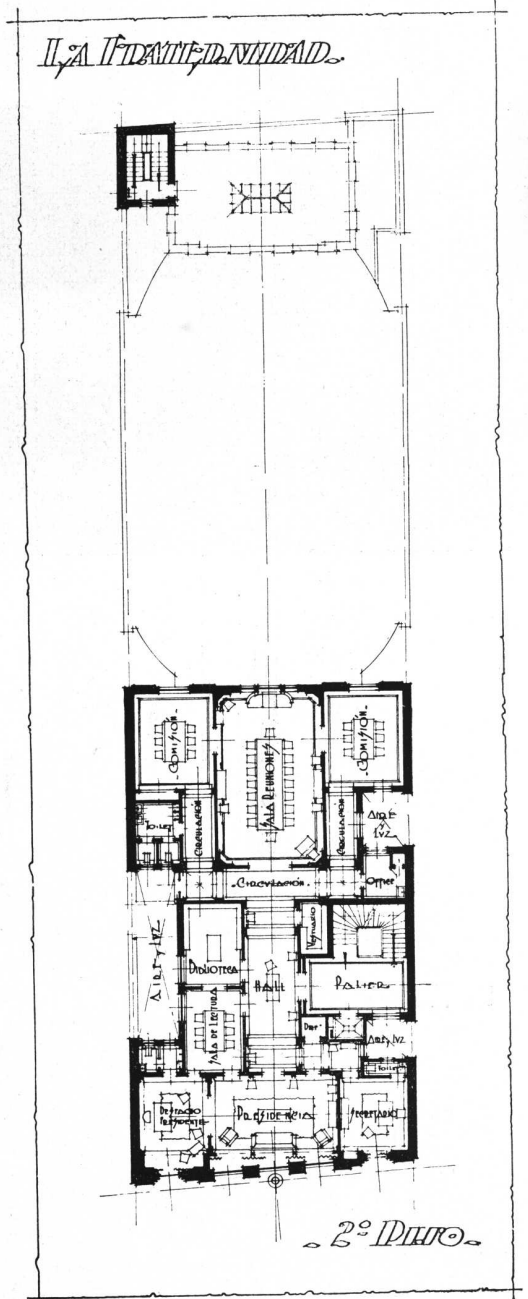 LA FRATERNIDAD.
COMISIÓN.
SALA REUNIONES
COMISIÓN.
TOILET
CIRCULACIÓN
CIRCULACIÓN
AIRE Y LUZ
OFFICE
CIRCULACIÓN.
AIRE Y LUZ
BIBLIOTECA
HALL
VESTUARIO
PALIER
SALA DE LECTURA
AIRE Y LUZ
TOILET
DESPACHO
PRESIDENTE
PRESIDENCIA
SECRETARIO
2º PISO.